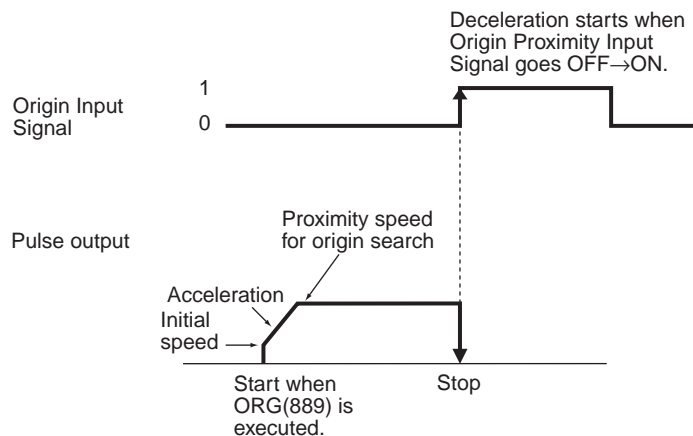 Deceleration starts when
Origin Proximity Input
Signal goes OFF→ON.
Origin Input
Signal
1
0
Pulse output
Proximity speed
for origin search
Acceleration
Initial
speed
Start when
ORG(889) is
executed.
Stop